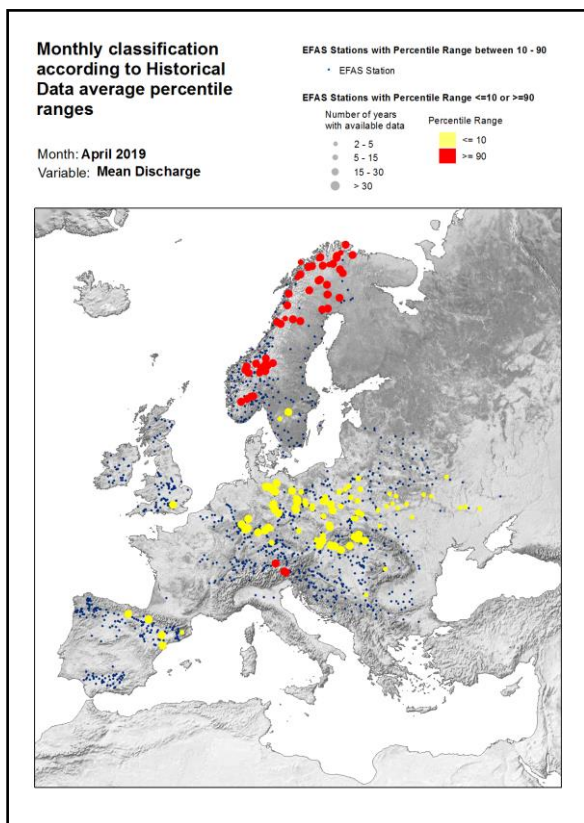 Monthly classification
according to Historical
Data average percentile
ranges
Month: April 2019
Variable: Mean Discharge
EFAS Stations with Percentile Range between 10 - 90
EFAS Station
EFAS Stations with Percentile Range <=10 or >=90
Number of years
with available data
2 - 5
5 - 15
15 - 30
> 30
Percentile Range
<= 10
>= 90